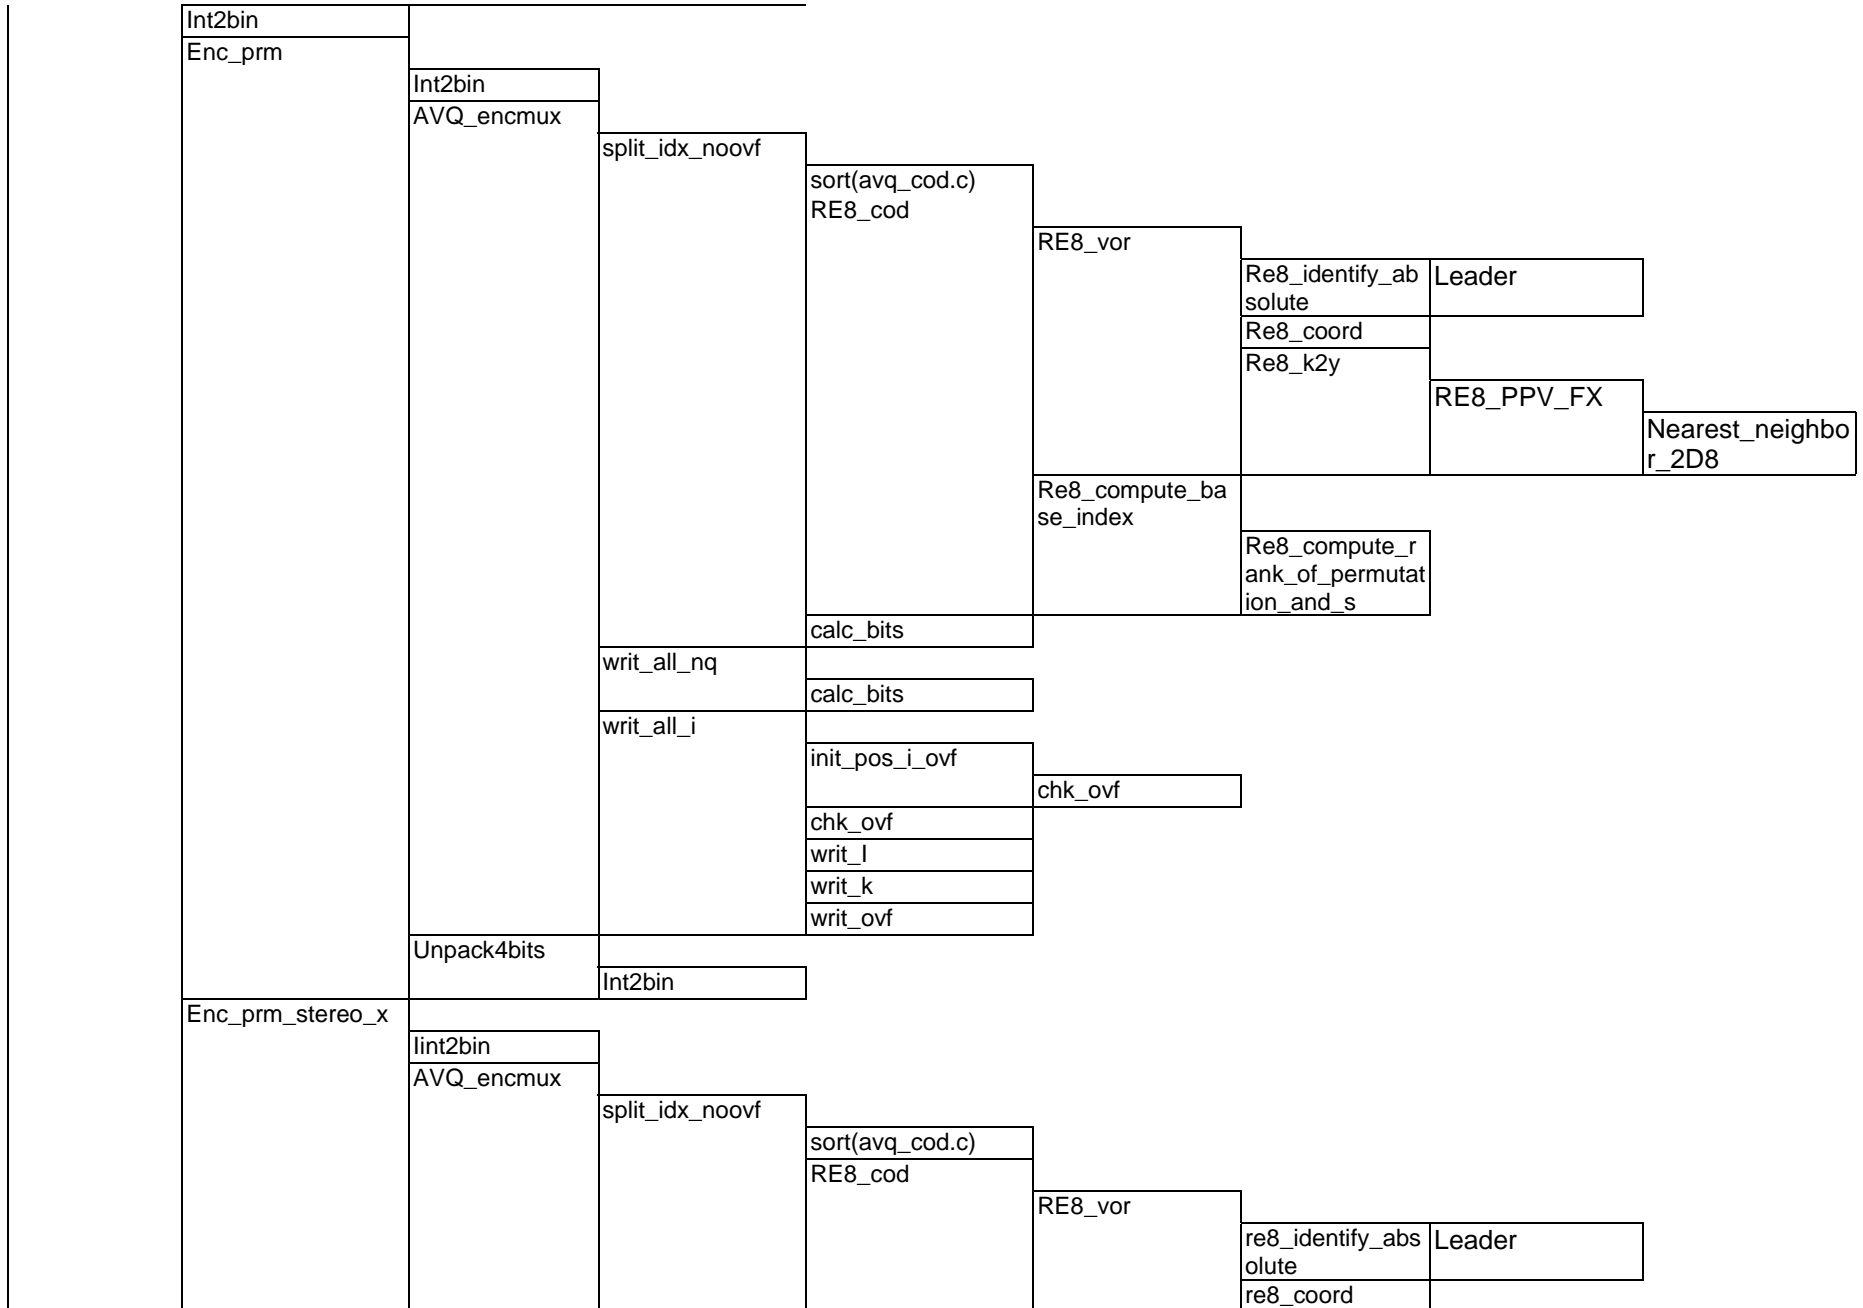 Int2bin
Enc_prm
Int2bin
AVQ_encmux
split_idx_noovf
sort(avq_cod.c)
RE8_cod
RE8_vor
Re8_identify_ab
solute
Leader
Re8_coord
Re8_k2y
RE8_PPV_FX
Nearest_neighbo
r_2D8
Re8_compute_ba
se_index
Re8_compute_r
ank_of_permutat
ion_and_s
calc_bits
writ_all_nq
calc_bits
writ_all_i
init_pos_i_ovf
chk_ovf
chk_ovf
writ_I
writ_k
writ_ovf
Unpack4bits
Int2bin
Enc_prm_stereo_x
Iint2bin
AVQ_encmux
split_idx_noovf
sort(avq_cod.c)
RE8_cod
RE8_vor
re8_identify_abs
olute
Leader
re8_coord